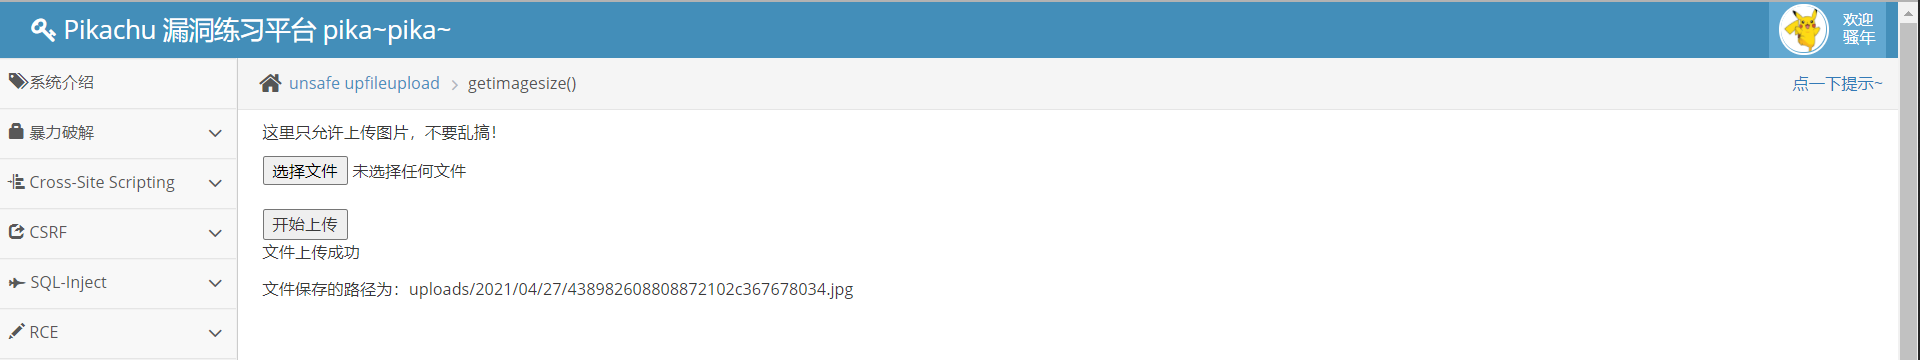 Pikachu 漏洞练习平台 pika~pika~
欢迎
骚年
系统介绍
暴力破解
Cross-Site Scripting
CSRF
SQL-Inject
RCE
unsafe upfileupload > getimagesize()
点一下提示~
这里只允许上传图片，不要乱搞！
选择文件 未选择任何文件
开始上传
文件上传成功
文件保存的路径为：uploads/2021/04/27/438982608808872102c367678034.jpg